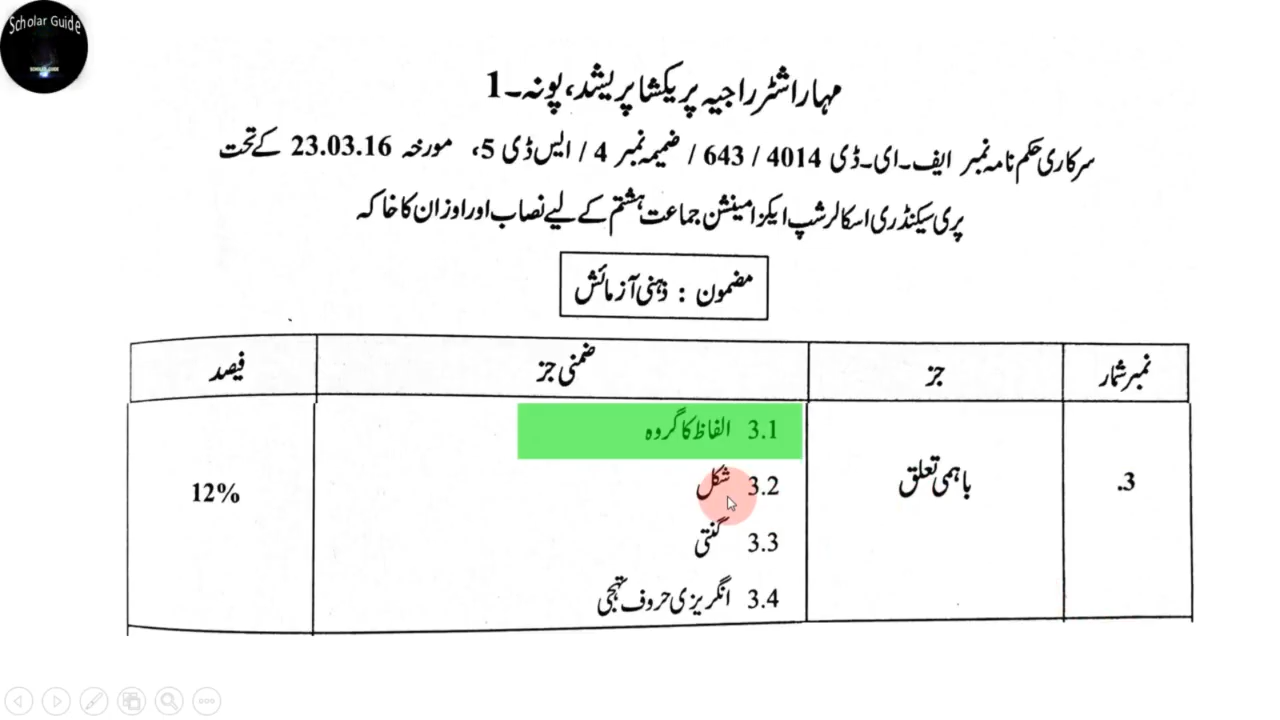 Scholar Guide
SCHOLAR GUIDE
مہاراشٹر راجیہ پریکشا پریشد، پونہ۔1
سرکاری حکم نامہ نمبر ایف۔ای۔ڈی 4014 / 643 / ضمیمہ نمبر 4 / ایس ڈی 5، مورخہ 23.03.16 کے تحت
پری سیکنڈری اسکالرشپ ایکزامینشن جماعت ہشتم کے لیے نصاب اور اوزان کا خاکہ
مضمون : ذہنی آزمائش
نمبر شمار جز ضمنی جز فیصد
3.1 الفاظ کا گروہ
3. باہمی تعلق 3.2 شکل 12%
3.3 گنتی
3.4 انگریزی حروف تہجی